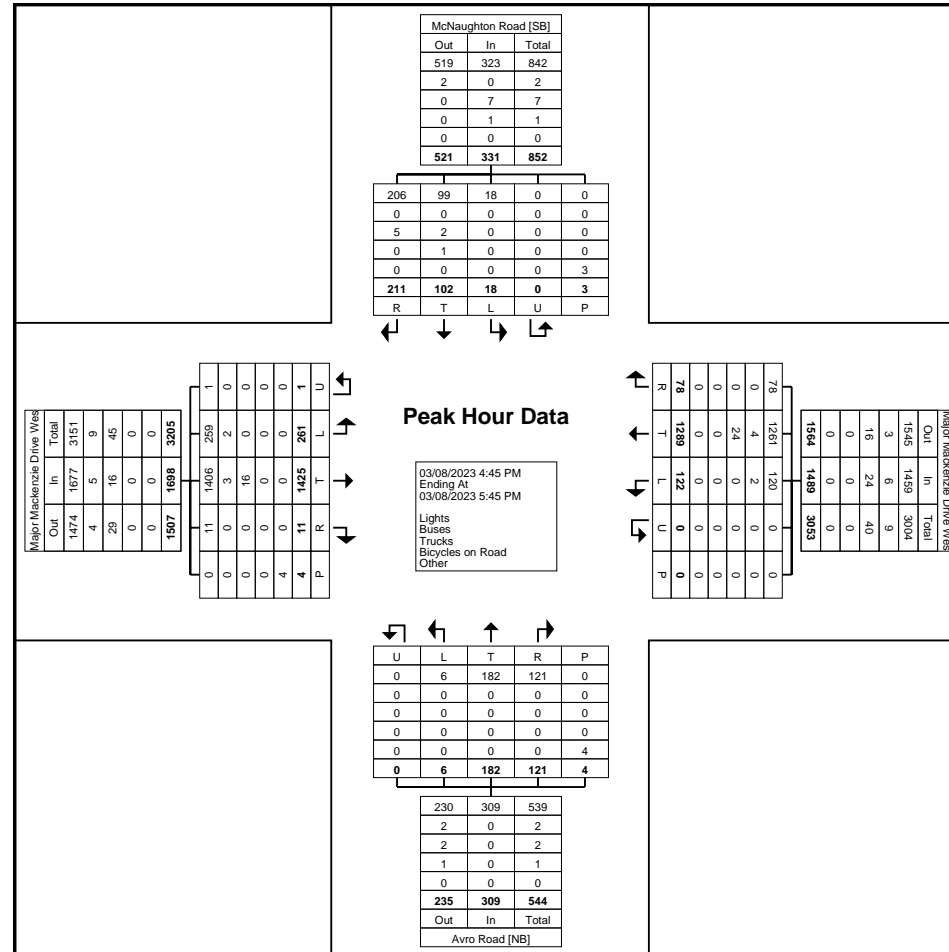 McNaughton Road [SB]
Out In Total
519 323 842
2 0 2
0 7 7
0 1 1
0 0 0
521 331 852
206 99 18 0 0
0 0 0 0 0
5 2 0 0 0
0 1 0 0 0
0 0 0 0 3
211 102 18 0 3
R T L U P
Major Mackenzie Drive Wes
Total 3151 9 45 0 0 3205
In 1677 5 16 0 0 1698
Out 1474 4 29 0 0 1507
1 0 0 0 0 1 U
259 2 0 0 0 261 L
1406 3 16 0 0 1425 T
11 0 0 0 0 11 R
0 0 0 0 4 4 P
Peak Hour Data
03/08/2023 4:45 PM
Ending At
03/08/2023 5:45 PM
Lights
Buses
Trucks
Bicycles on Road
Other
R 78 0 0 0 0 78
T 1289 0 0 24 4 1261
L 122 0 0 0 2 120
U 0 0 0 0 0 0
P 0 0 0 0 0 0
1564 0 0 16 3 1545 Out
1489 0 0 24 6 1459 In
3053 0 0 40 9 3004 Total
Major Mackenzie Drive Wes
U L T R P
0 6 182 121 0
0 0 0 0 0
0 0 0 0 0
0 0 0 0 0
0 0 0 0 4
0 6 182 121 4
230 309 539
2 0 2
2 0 2
1 0 1
0 0 0
235 309 544
Out In Total
Avro Road [NB]